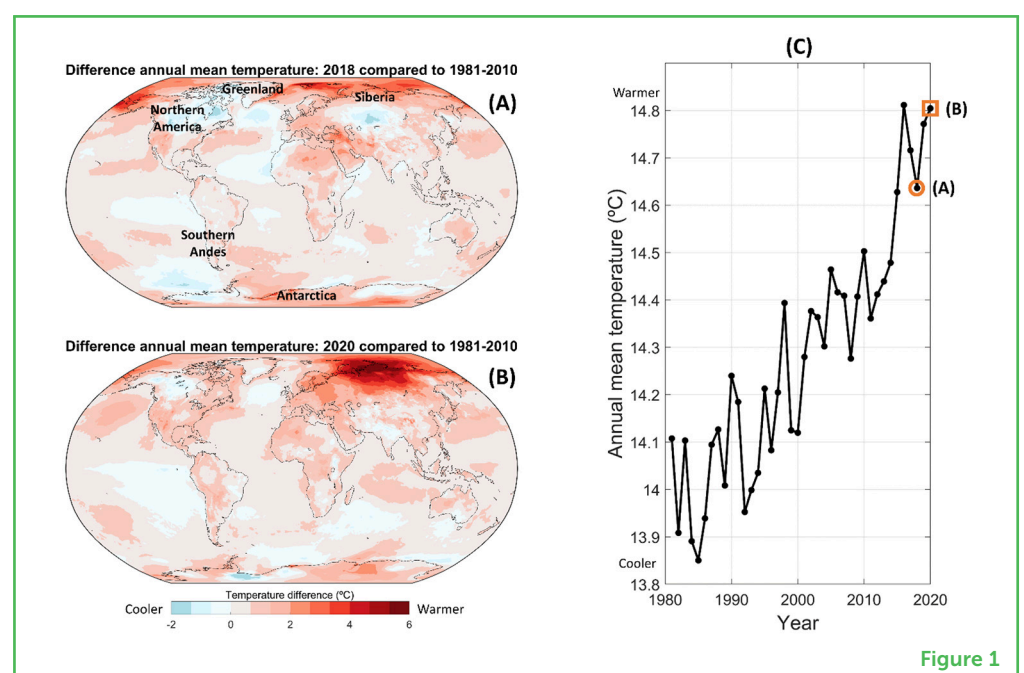 Difference annual mean temperature: 2018 compared to 1981-2010
(A)
Greenland
Siberia
Northern
America
Southern
Andes
Antarctica
Difference annual mean temperature: 2020 compared to 1981-2010
(B)
Temperature difference (ºC)
Cooler
Warmer
-2 0 2 4 6
(C)
Warmer
14.8
14.7
14.6
14.5
14.4
14.3
14.2
14.1
14
13.9
Cooler
13.8
Annual mean temperature (ºC)
(B)
(A)
1980 1990 2000 2010 2020
Year
Figure 1